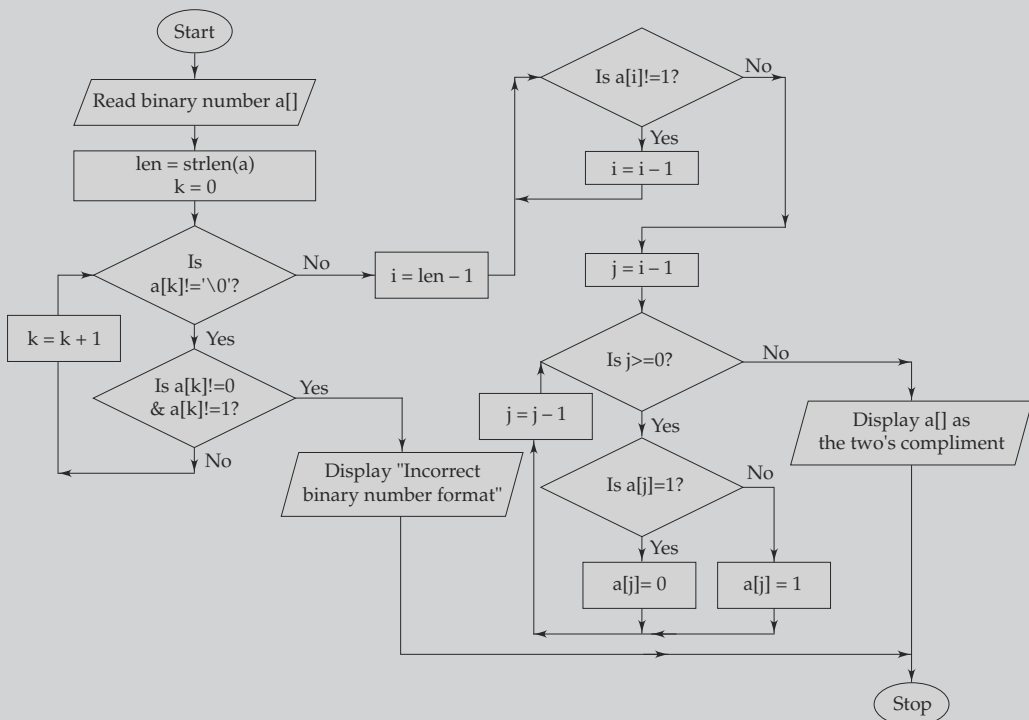 Start
Read binary number a[]
len = strlen(a)
k = 0
Is
a[k]!='\0'?
No
Yes
k = k + 1
Is a[k]!=0
& a[k]!=1?
Yes
No
Display "Incorrect
binary number format"
i = len – 1
Is a[i]!=1?
No
Yes
i = i – 1
j = i – 1
Is j>=0?
No
Yes
j = j – 1
Is a[j]=1?
No
Yes
a[j]= 0
a[j] = 1
Display a[] as
the two's compliment
Stop